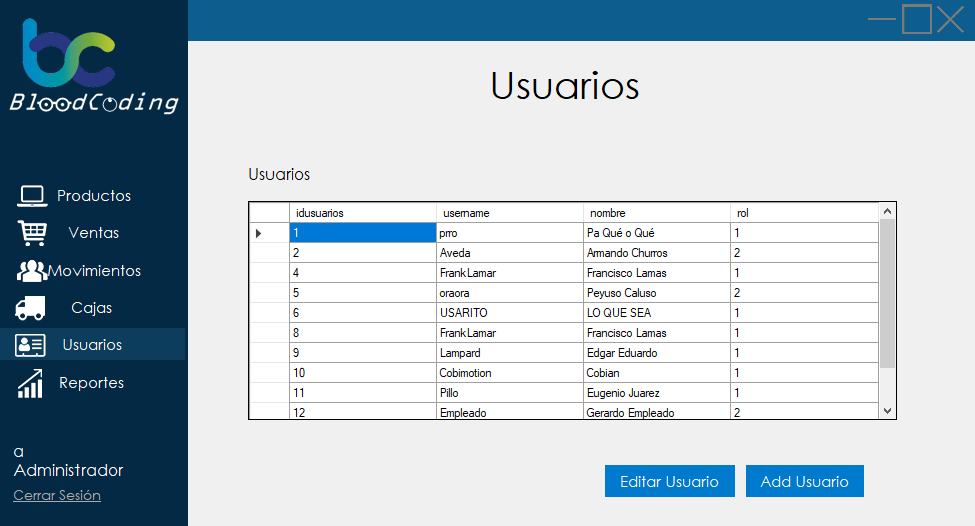 bc
BloodCoding
Productos
Ventas
Movimientos
Cajas
Usuarios
Reportes
a
Administrador
Cerrar Sesión
Usuarios
Usuarios
idusuarios username nombre rol
1 prro Pa Qué o Qué 1
2 Aveda Armando Churros 2
4 FrankLamar Francisco Lamas 1
5 oraora Peyuso Caluso 2
6 USARITO LO QUE SEA 1
8 FrankLamar Francisco Lamas 1
9 Lampard Edgar Eduardo 1
10 Cobimotion Cobian 1
11 Pillo Eugenio Juarez 1
12 Empleado Gerardo Empleado 2
Editar Usuario Add Usuario